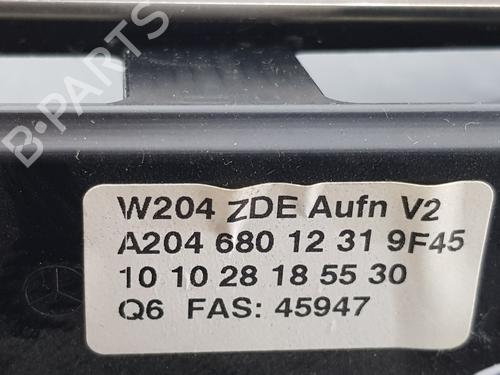 B-PARTS
W204 ZDE Aufn V2
A204 680 12 31 9F45
10 10 28 18 55 30
Q6 FAS: 45947